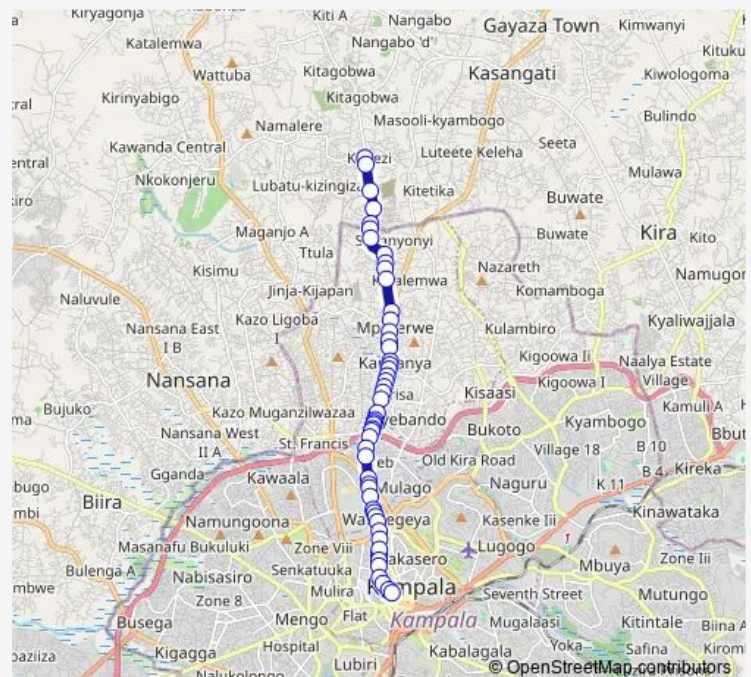 Kiryagonja
Kiti A
Nangabo
Gayaza Town
Kimwanyi
Katalemwa
Nangabo 'd'
Kituku
Wattuba
Kitagobwa
Kasangati
Kiwologoma
Kirinyabigo
Kitagobwa
Masooli-kyambogo
Bulindo
Namalere
Kawanda Central
Luteete Keleha
Seeta
Mulawa
Nkokonjeru
Lubatu-kizingiza
Kitetika
Buwate
Maganjo A
Buwate
Kira
Kito
Ttula
Kisimu
Nazareth
Namugon
Jinja-Kijapan
Komamboga
Naluvule
Kazo Ligoba
I
Kyaliwajjala
Nansana East
I B
Kulambiro
Kigoowa Ii
Naalya Estate
Village
Nansana
Kisaasi
Kigoowa I
Kamuli A
Bujuko
Kazo Muganzilwazaa
Kyambogo
Nansana West
II A
St. Francis
Bukoto
Village 18
B 10
Old Kira Road
B 4
Kireka
Gganda
Kawaala
Mulago
Naguru
K 11
Biira
Namungoona
Kasenke Iii
Kinawataka
Masanafu Bukuluki
Zone Viii
Lugogo
1
Zone Iii
Bulenga A
Nabisasiro
Senkatuuka
Mbuya
Zone 8
Mulira
Kampala
Seventh Street
Mutungo
Busega
Mengo
Flat
Kampala
Mugalaasi
Kitintale
Kigagga
Hospital
Yoka
Safina
Lubiri
Kabalagala
© OpenStreetMap contributors